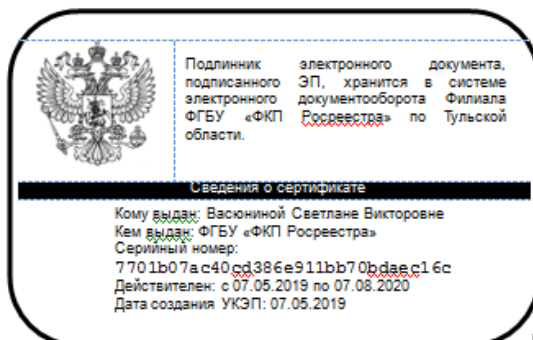 Подлинник электронного документа,
подписанного ЭП, хранится в системе
электронного документооборота Филиала
ФГБУ «ФКП Росреестра» по Тульской
области.
Сведения о сертификате
Кому выдан: Васюниной Светлане Викторовне
Кем выдан: ФГБУ «ФКП Росреестра»
Серийный номер:
7701b07ac40cd386e911bb70bdaec16c
Действителен: с 07.05.2019 по 07.08.2020
Дата создания УКЭП: 07.05.2019